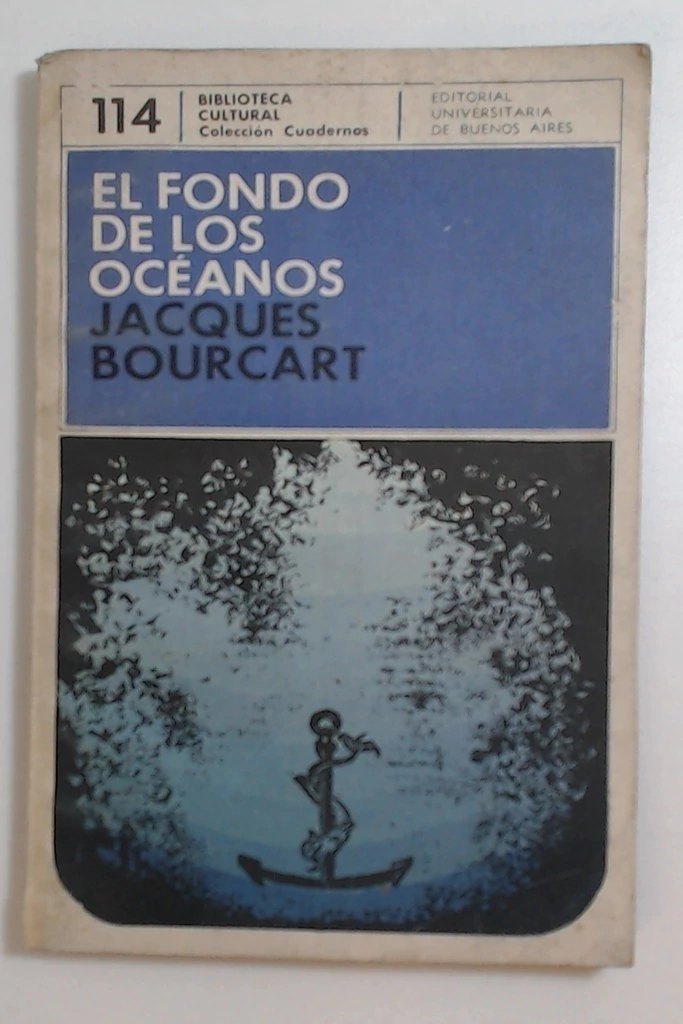 114
BIBLIOTECA
CULTURAL
Colección Cuadernos
EDITORIAL
UNIVERSITARIA
DE BUENOS AIRES
EL FONDO
DE LOS
OCÉANOS
JACQUES
BOURCART